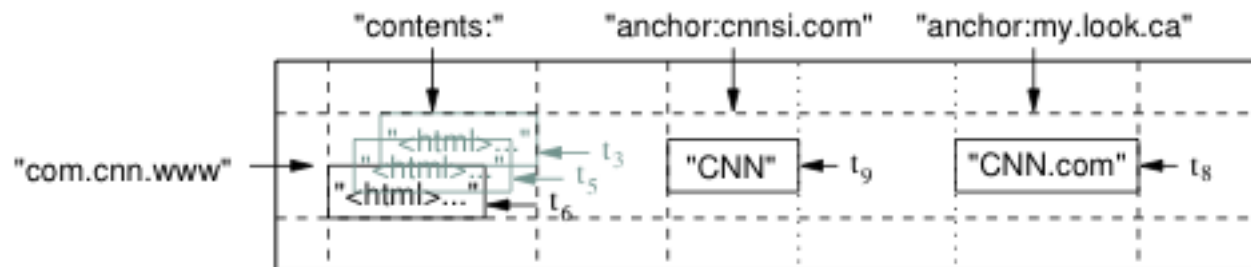 "contents:" "anchor:cnnsi.com" "anchor:my.look.ca"
"<html>..." t3
"com.cnn.www" "<html>..." t5 "CNN" t9 "CNN.com" t8
"<html>..." t6